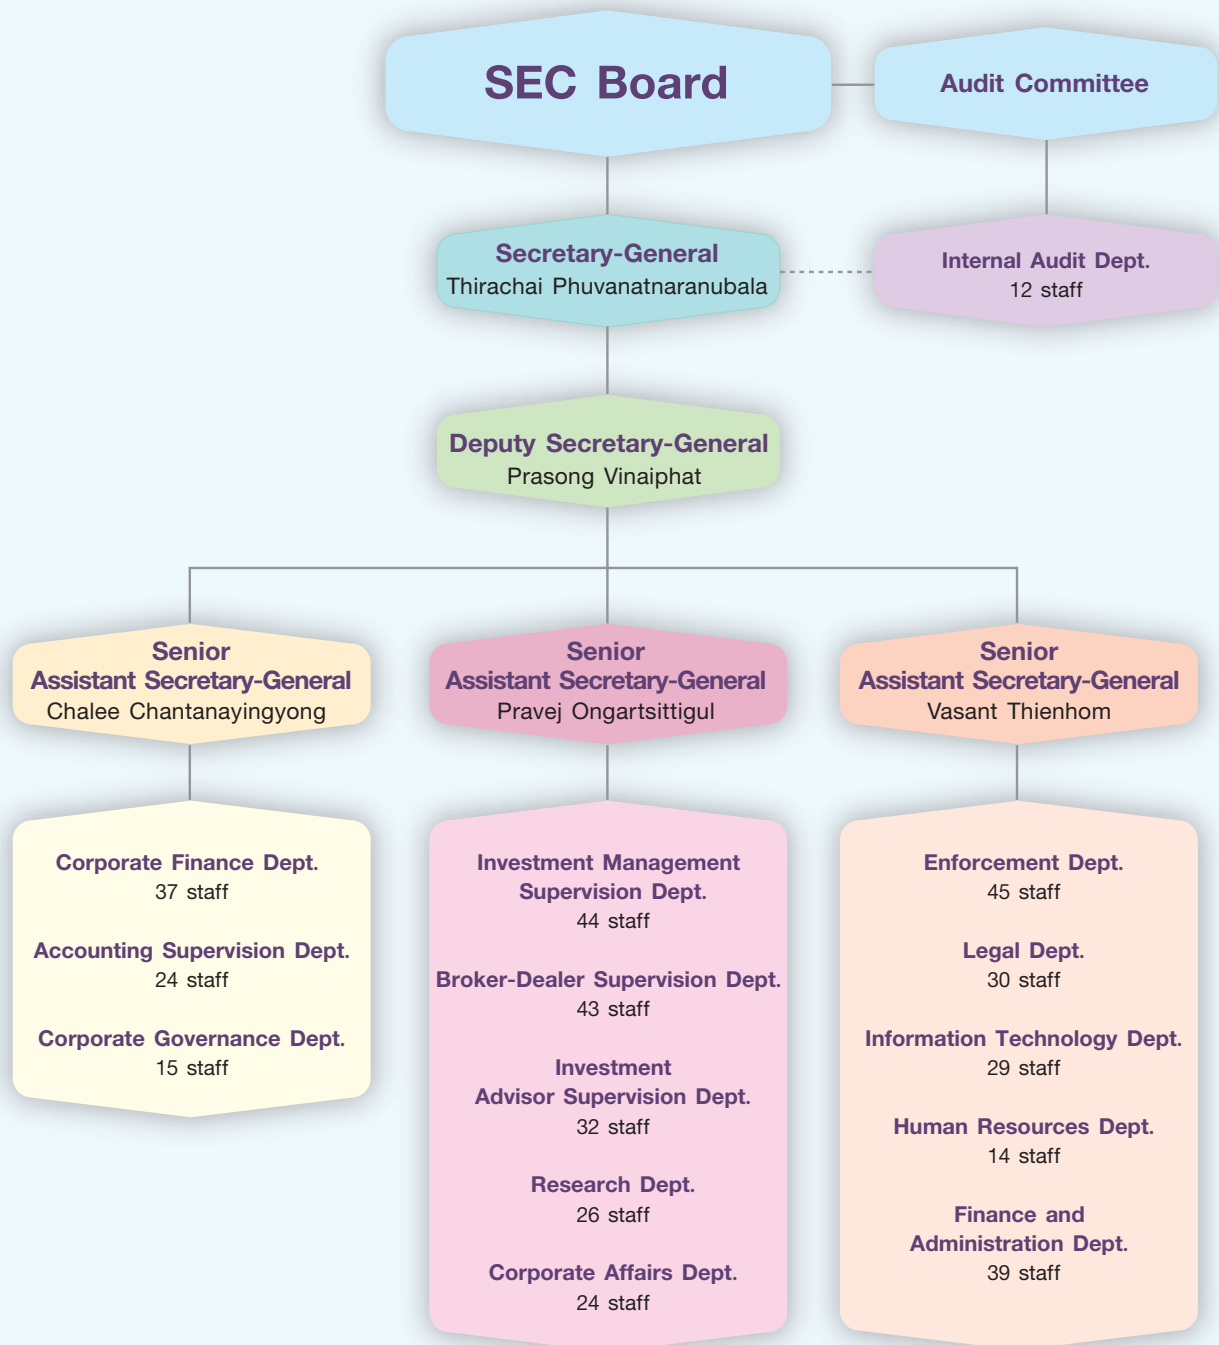 SEC Board
Audit Committee
Secretary-General
Thirachai Phuvanatnaranubala
Internal Audit Dept.
12 staff
Deputy Secretary-General
Prasong Vinaiphat
Senior
Assistant Secretary-General
Chalee Chantanayingyong
Senior
Assistant Secretary-General
Pravej Ongartsittigul
Senior
Assistant Secretary-General
Vasant Thienhom
Corporate Finance Dept.
37 staff
Accounting Supervision Dept.
24 staff
Corporate Governance Dept.
15 staff
Investment Management
Supervision Dept.
44 staff
Broker-Dealer Supervision Dept.
43 staff
Investment
Advisor Supervision Dept.
32 staff
Research Dept.
26 staff
Corporate Affairs Dept.
24 staff
Enforcement Dept.
45 staff
Legal Dept.
30 staff
Information Technology Dept.
29 staff
Human Resources Dept.
14 staff
Finance and
Administration Dept.
39 staff